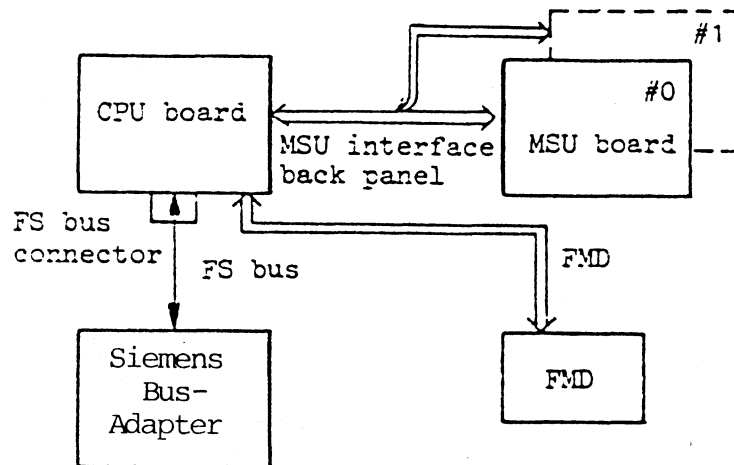 #1
#0
CPU board
MSU board
MSU interface
back panel
FS bus
connector
FS bus
FMD
Siemens
Bus-
Adapter
FMD